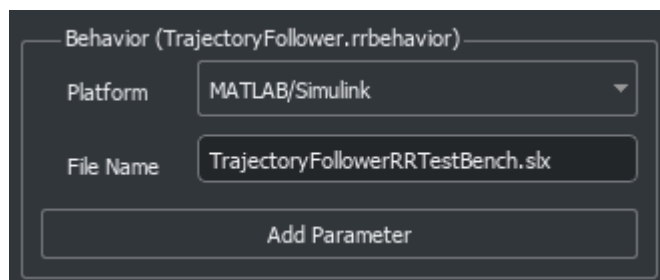 Behavior (TrajectoryFollower.rrbehavior)
Platform MATLAB/Simulink
File Name TrajectoryFollowerRRTestBench.slx
Add Parameter